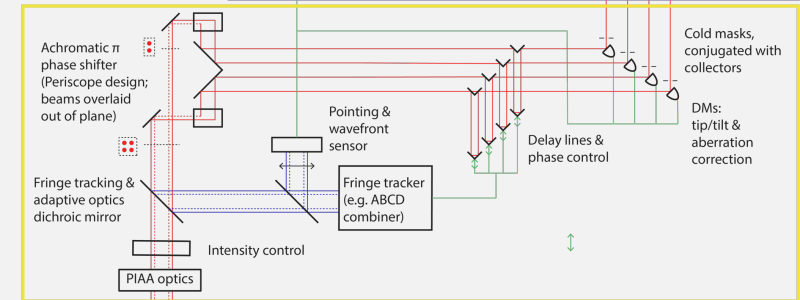 Achromatic π
phase shifter
(Periscope design;
beams overlaid
out of plane)
Cold masks,
conjugated with
collectors
Pointing &
wavefront
sensor
DMs:
tip/tilt &
aberration
correction
Delay lines &
phase control
Fringe tracking &
adaptive optics
dichroic mirror
Fringe tracker
(e.g. ABCD
combiner)
Intensity control
PIAA optics